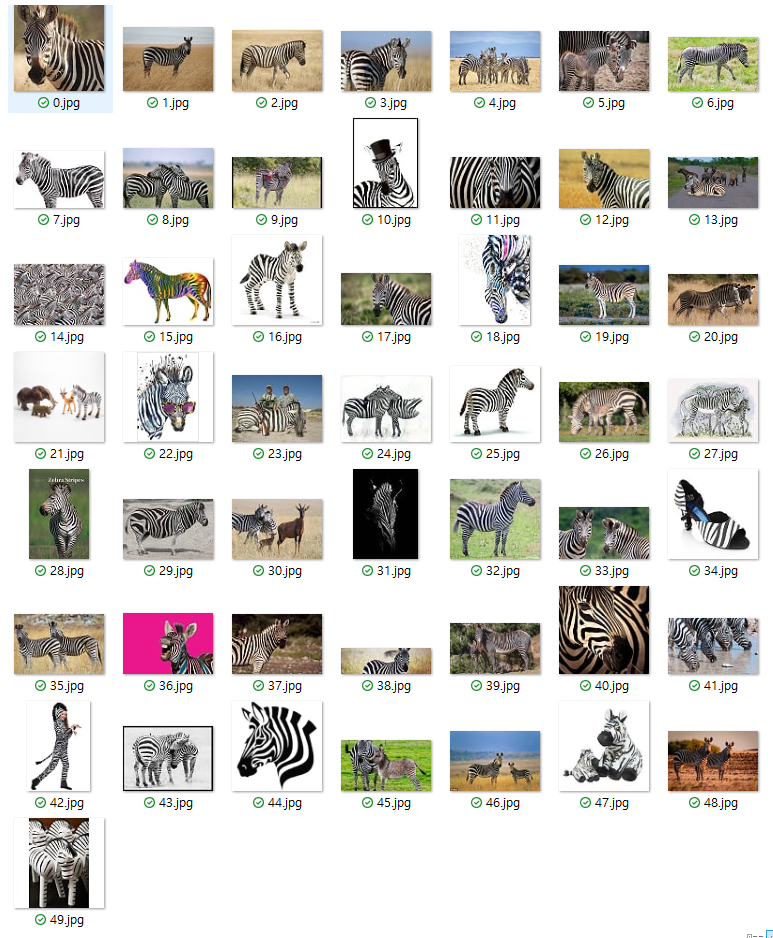 0.jpg 1.jpg 2.jpg 3.jpg 4.jpg 5.jpg 6.jpg
7.jpg 8.jpg 9.jpg 10.jpg 11.jpg 12.jpg 13.jpg
14.jpg 15.jpg 16.jpg 17.jpg 18.jpg 19.jpg 20.jpg
21.jpg 22.jpg 23.jpg 24.jpg 25.jpg 26.jpg 27.jpg
Zebra Stripes
28.jpg 29.jpg 30.jpg 31.jpg 32.jpg 33.jpg 34.jpg
35.jpg 36.jpg 37.jpg 38.jpg 39.jpg 40.jpg 41.jpg
42.jpg 43.jpg 44.jpg 45.jpg 46.jpg 47.jpg 48.jpg
49.jpg